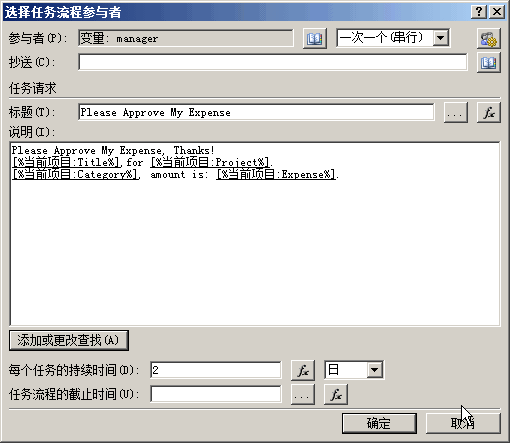 选择任务流程参与者
参与者(P): 变量: manager 一次一个(串行)
抄送(C):
任务请求
标题(T): Please Approve My Expense ... fx
说明(I):
Please Approve My Expense, Thanks!
[%当前项目:Title%],for [%当前项目:Project%].
[%当前项目:Category%], amount is: [%当前项目:Expense%].
添加或更改查找(A)
每个任务的持续时间(D): 2 fx 日
任务流程的截止时间(U): ... fx
确定 取消